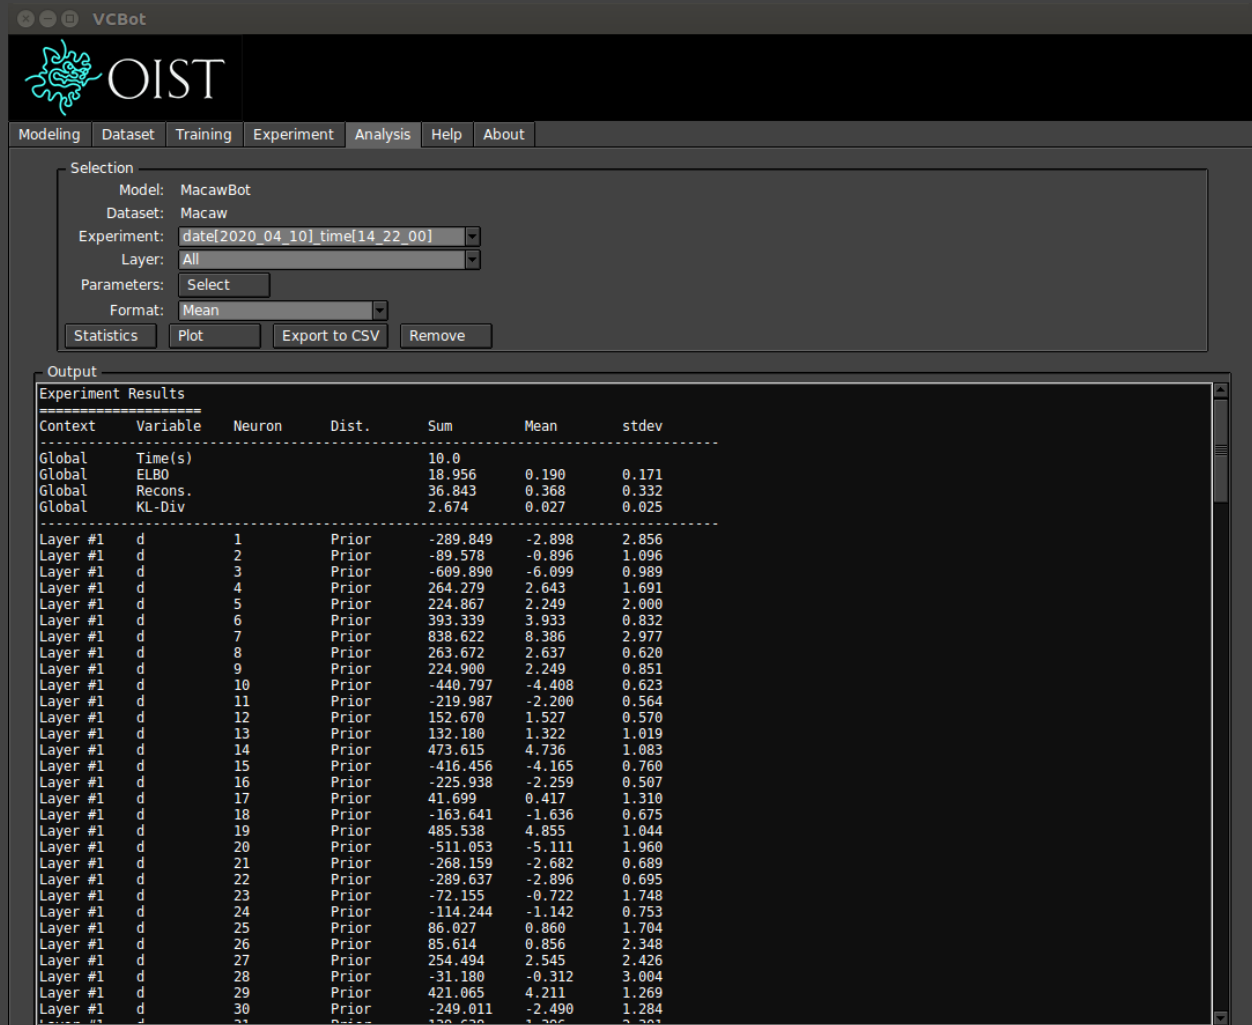 VCBot
OIST
Modeling Dataset Training Experiment Analysis Help About
Selection
Model: MacawBot
Dataset: Macaw
Experiment: date[2020_04_10]_time[14_22_00]
Layer: All
Parameters: Select
Format: Mean
Statistics Plot Export to CSV Remove
Output
Experiment Results
====================
Context Variable Neuron Dist. Sum Mean stdev
------------------------------------------------------------------------------------
Global Time(s) 10.0
Global ELBO 18.956 0.190 0.171
Global Recons. 36.843 0.368 0.332
Global KL-Div 2.674 0.027 0.025
------------------------------------------------------------------------------------
Layer #1 d 1 Prior -289.849 -2.898 2.856
Layer #1 d 2 Prior -89.578 -0.896 1.096
Layer #1 d 3 Prior -609.890 -6.099 0.989
Layer #1 d 4 Prior 264.279 2.643 1.691
Layer #1 d 5 Prior 224.867 2.249 2.000
Layer #1 d 6 Prior 393.339 3.933 0.832
Layer #1 d 7 Prior 838.622 8.386 2.977
Layer #1 d 8 Prior 263.672 2.637 0.620
Layer #1 d 9 Prior 224.900 2.249 0.851
Layer #1 d 10 Prior -440.797 -4.408 0.623
Layer #1 d 11 Prior -219.987 -2.200 0.564
Layer #1 d 12 Prior 152.670 1.527 0.570
Layer #1 d 13 Prior 132.180 1.322 1.019
Layer #1 d 14 Prior 473.615 4.736 1.083
Layer #1 d 15 Prior -416.456 -4.165 0.760
Layer #1 d 16 Prior -225.938 -2.259 0.507
Layer #1 d 17 Prior 41.699 0.417 1.310
Layer #1 d 18 Prior -163.641 -1.636 0.675
Layer #1 d 19 Prior 485.538 4.855 1.044
Layer #1 d 20 Prior -511.053 -5.111 1.960
Layer #1 d 21 Prior -268.159 -2.682 0.689
Layer #1 d 22 Prior -289.637 -2.896 0.695
Layer #1 d 23 Prior -72.155 -0.722 1.748
Layer #1 d 24 Prior -114.244 -1.142 0.753
Layer #1 d 25 Prior 86.027 0.860 1.704
Layer #1 d 26 Prior 85.614 0.856 2.348
Layer #1 d 27 Prior 254.494 2.545 2.426
Layer #1 d 28 Prior -31.180 -0.312 3.004
Layer #1 d 29 Prior 421.065 4.211 1.269
Layer #1 d 30 Prior -249.011 -2.490 1.284